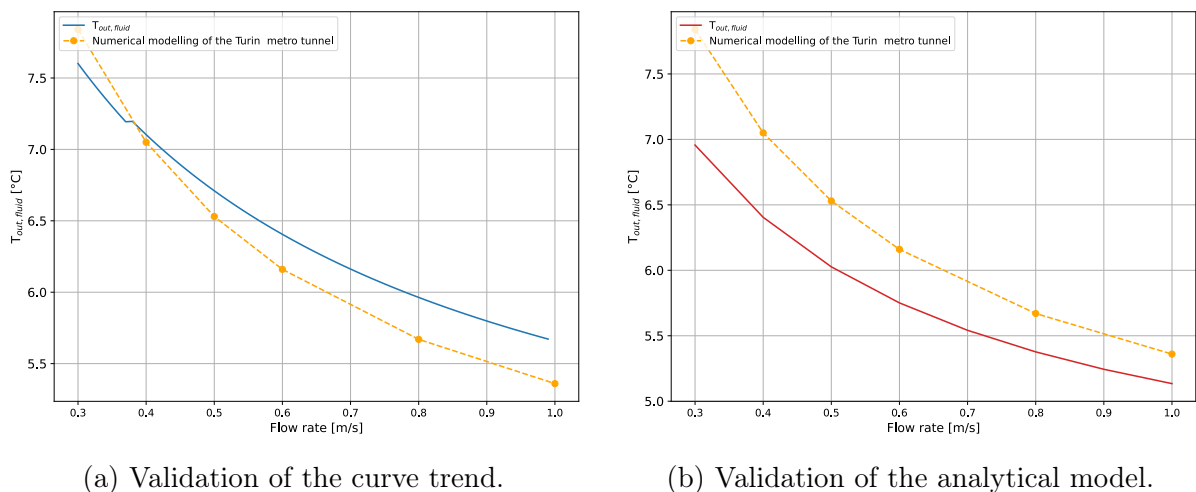 T_out,fluid
Numerical modelling of the Turin  metro tunnel
7.5
7.0
6.5
6.0
5.5
T_out,fluid [°C]
0.3 0.4 0.5 0.6 0.7 0.8 0.9 1.0
Flow rate [m/s]
(a) Validation of the curve trend.
T_out,fluid
Numerical modelling of the Turin  metro tunnel
7.5
7.0
6.5
6.0
5.5
5.0
T_out,fluid [°C]
0.3 0.4 0.5 0.6 0.7 0.8 0.9 1.0
Flow rate [m/s]
(b) Validation of the analytical model.